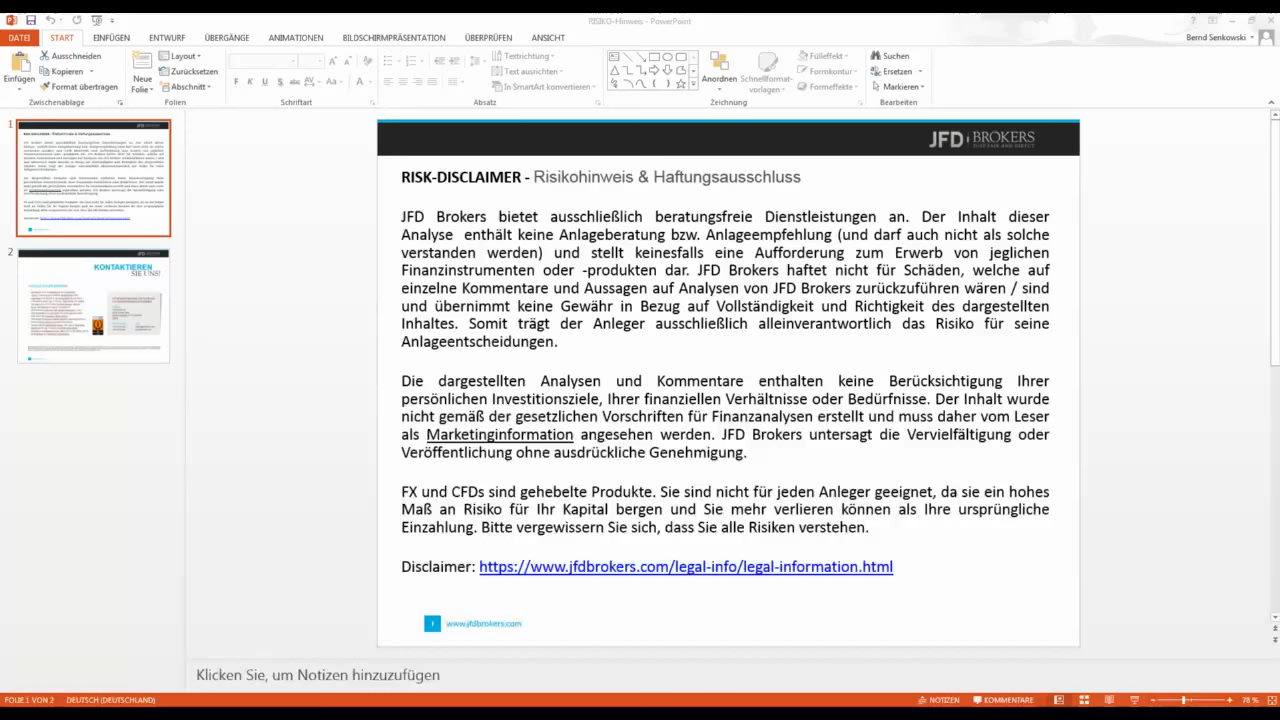 RISIKO-Hinweis - PowerPoint
DATEI START EINFÜGEN ENTWURF ÜBERGÄNGE ANIMATIONEN BILDSCHIRMPRÄSENTATION ÜBERPRÜFEN ANSICHT Bernd Senkowski
Einfügen
Ausschneiden
Kopieren
Format übertragen
Zwischenablage
Neue
Folie
Layout
Zurücksetzen
Abschnitt
Folien
Schriftart
Textrichtung
Text ausrichten
In SmartArt konvertieren
Absatz
Anordnen
Schnellformat-
vorlagen
Fülleffekt
Formkontur
Formeffekte
Zeichnung
Suchen
Ersetzen
Markieren
Bearbeiten
1
2
KONTAKTIEREN
SIE UNS!
JFD BROKERS
JUST FAIR AND DIRECT
RISK-DISCLAIMER - Risikohinweis & Haftungsausschluss
JFD Brokers bietet ausschließlich beratungsfreie Dienstleistungen an. Der Inhalt dieser
Analyse enthält keine Anlageberatung bzw. Anlageempfehlung (und darf auch nicht als solche
verstanden werden) und stellt keinesfalls eine Aufforderung zum Erwerb von jeglichen
Finanzinstrumenten oder -produkten dar. JFD Brokers haftet nicht für Schäden, welche auf
einzelne Kommentare und Aussagen auf Analysen von JFD Brokers zurückzuführen wären / sind
und übernimmt keine Gewähr in Bezug auf Vollständigkeit und Richtigkeit des dargestellten
Inhaltes. Somit trägt der Anleger ausschließlich alleinverantwortlich das Risiko für seine
Anlageentscheidungen.
Die dargestellten Analysen und Kommentare enthalten keine Berücksichtigung Ihrer
persönlichen Investitionsziele, Ihrer finanziellen Verhältnisse oder Bedürfnisse. Der Inhalt wurde
nicht gemäß der gesetzlichen Vorschriften für Finanzanalysen erstellt und muss daher vom Leser
als Marketinginformation angesehen werden. JFD Brokers untersagt die Vervielfältigung oder
Veröffentlichung ohne ausdrückliche Genehmigung.
FX und CFDs sind gehebelte Produkte. Sie sind nicht für jeden Anleger geeignet, da sie ein hohes
Maß an Risiko für Ihr Kapital bergen und Sie mehr verlieren können als Ihre ursprüngliche
Einzahlung. Bitte vergewissern Sie sich, dass Sie alle Risiken verstehen.
Disclaimer: https://www.jfdbrokers.com/legal-info/legal-information.html
1 www.jfdbrokers.com
Klicken Sie, um Notizen hinzuzufügen
FOLIE 1 VON 2 DEUTSCH (DEUTSCHLAND) NOTIZEN KOMMENTARE 78 %